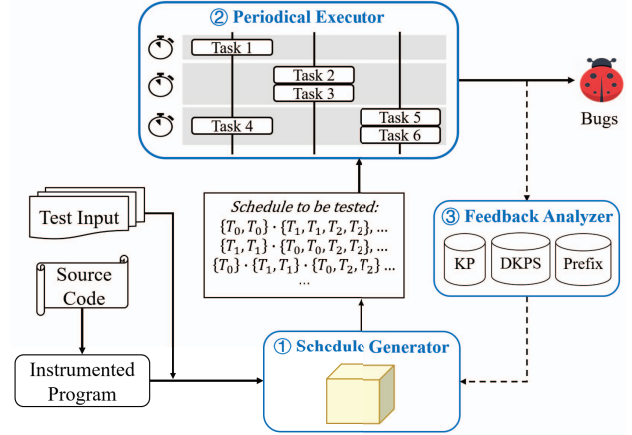 ② Periodical Executor
Task 1
Task 2
Task 3
Task 4
Task 5
Task 6
Bugs
Test Input
Schedule to be tested:
{T₀, T₀} · {T₁, T₁, T₂, T₂}, ...
{T₁, T₁} · {T₀, T₀, T₂, T₂}, ...
{T₀} · {T₁, T₁} · {T₀, T₂, T₂} ...
...
③ Feedback Analyzer
KP
DKPS
Prefix
Source
Code
① Schedule Generator
Instrumented
Program